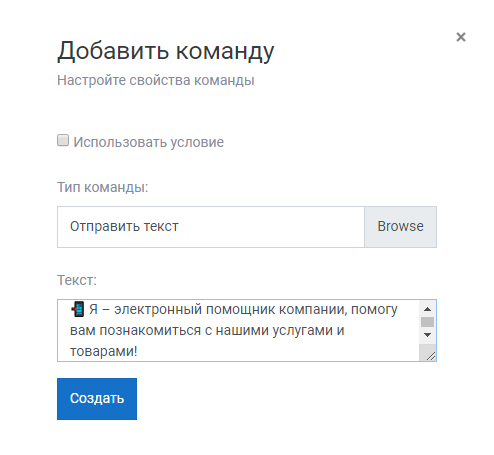 ×
Добавить команду
Настройте свойства команды
Использовать условие
Тип команды:
Отправить текст Browse
Текст:
📲 Я – электронный помощник компании, помогу
вам познакомиться с нашими услугами и
товарами!
Создать